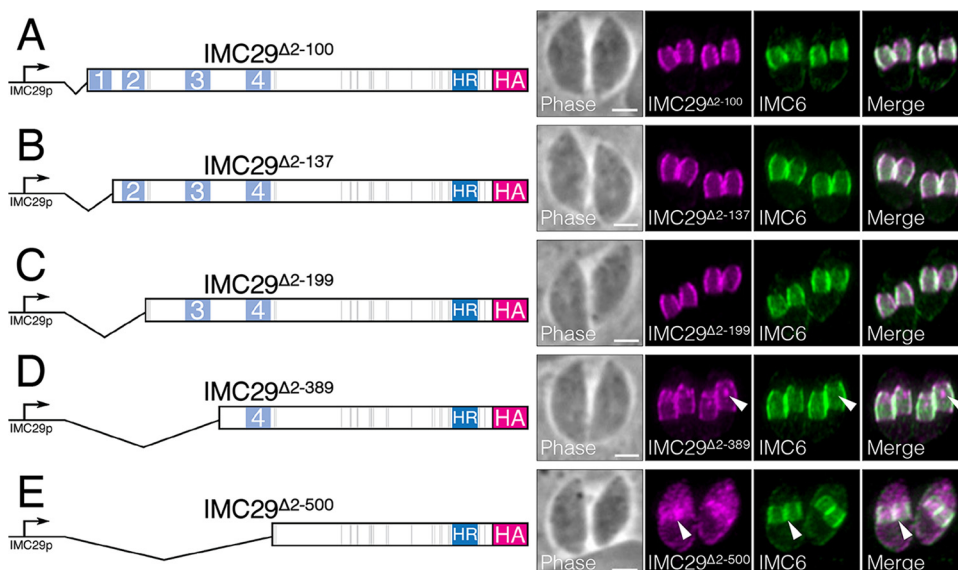 A
IMC29Δ2-100
IMC29p
1 2 3 4 HR HA
Phase IMC29Δ2-100 IMC6 Merge
B
IMC29Δ2-137
IMC29p
2 3 4 HR HA
Phase IMC29Δ2-137 IMC6 Merge
C
IMC29Δ2-199
IMC29p
3 4 HR HA
Phase IMC29Δ2-199 IMC6 Merge
D
IMC29Δ2-389
IMC29p
4 HR HA
Phase IMC29Δ2-389 IMC6 Merge
E
IMC29Δ2-500
IMC29p
HR HA
Phase IMC29Δ2-500 IMC6 Merge